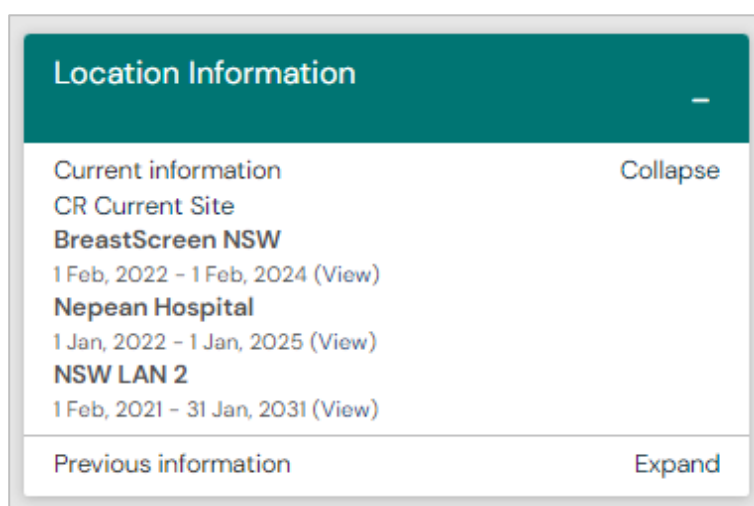 Location Information
–
Current information Collapse
CR Current Site
BreastScreen NSW
1 Feb, 2022 - 1 Feb, 2024 (View)
Nepean Hospital
1 Jan, 2022 - 1 Jan, 2025 (View)
NSW LAN 2
1 Feb, 2021 - 31 Jan, 2031 (View)
Previous information Expand